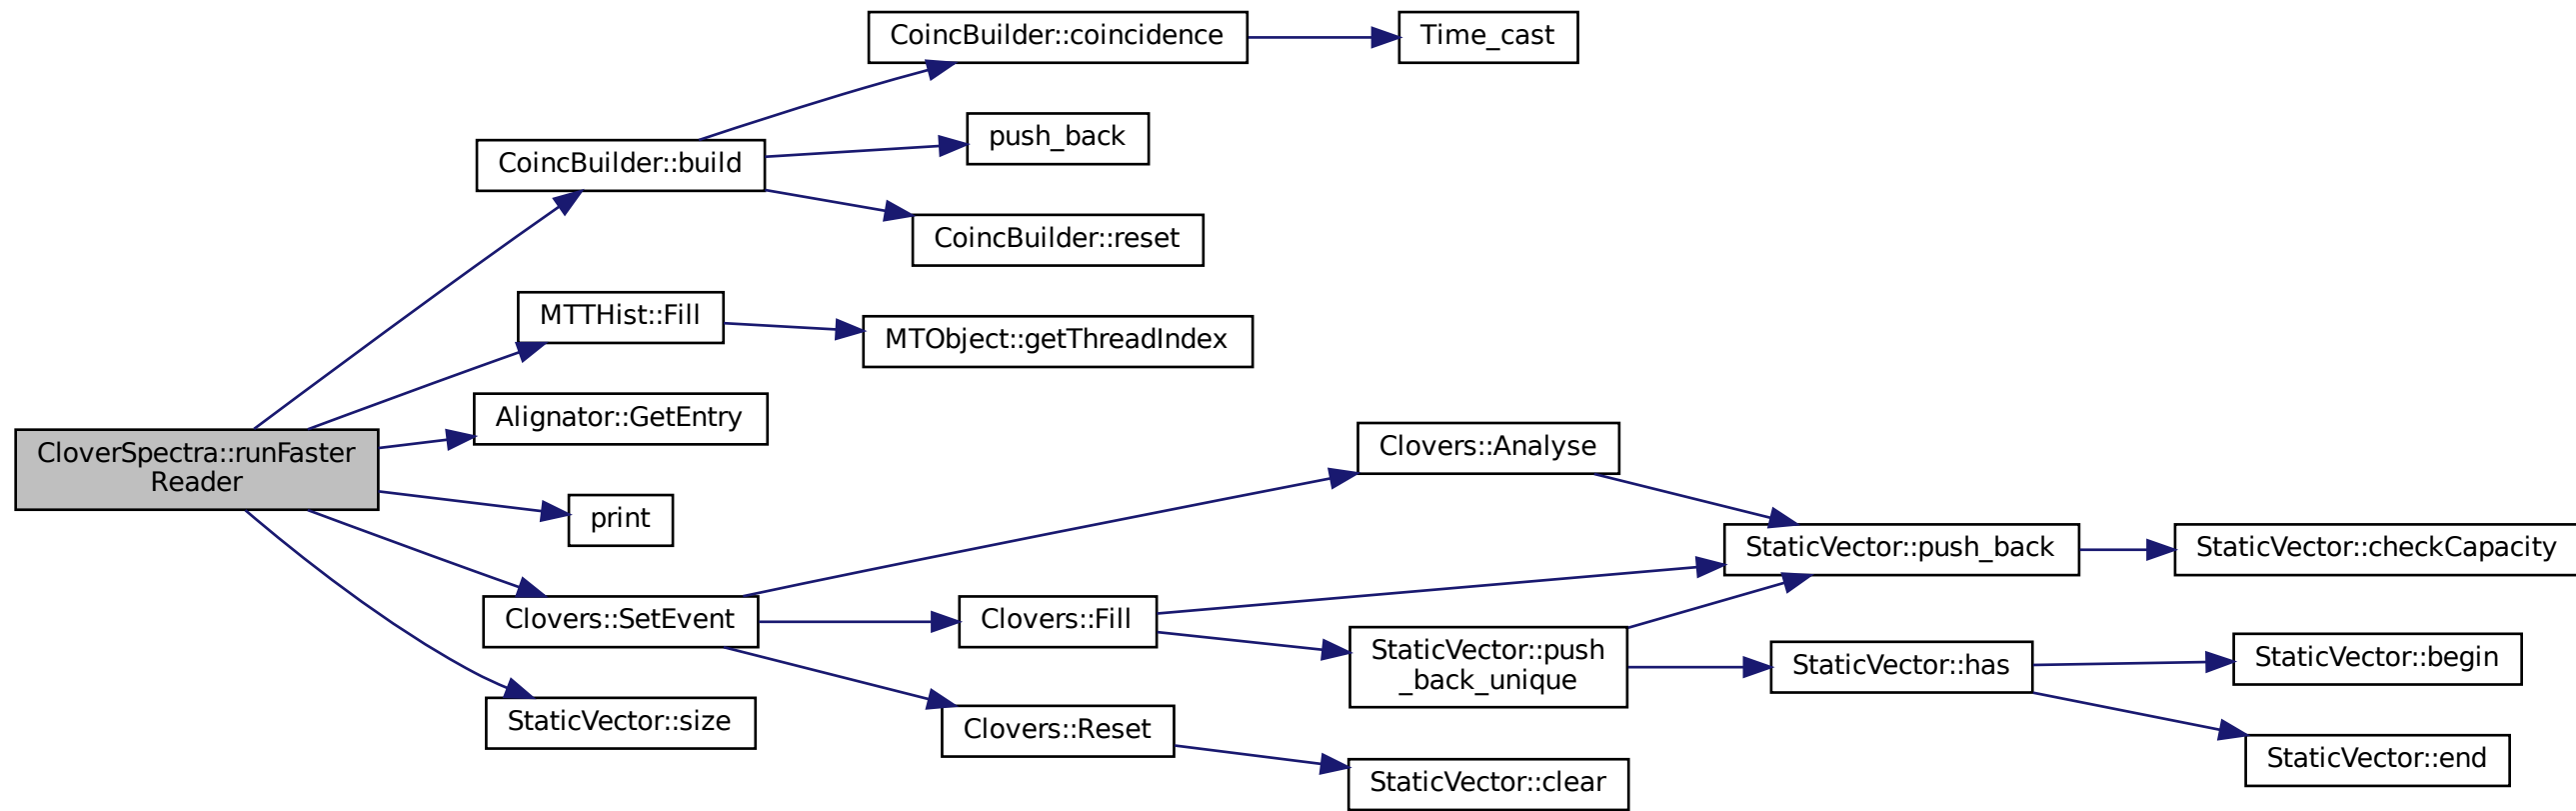 CoincBuilder::coincidence
Time_cast
push_back
CoincBuilder::build
CoincBuilder::reset
MTTHist::Fill
MTObject::getThreadIndex
Alignator::GetEntry
CloverSpectra::runFaster
Reader
print
Clovers::Analyse
StaticVector::push_back
StaticVector::checkCapacity
Clovers::SetEvent
Clovers::Fill
StaticVector::push
_back_unique
StaticVector::has
StaticVector::begin
StaticVector::size
Clovers::Reset
StaticVector::end
StaticVector::clear